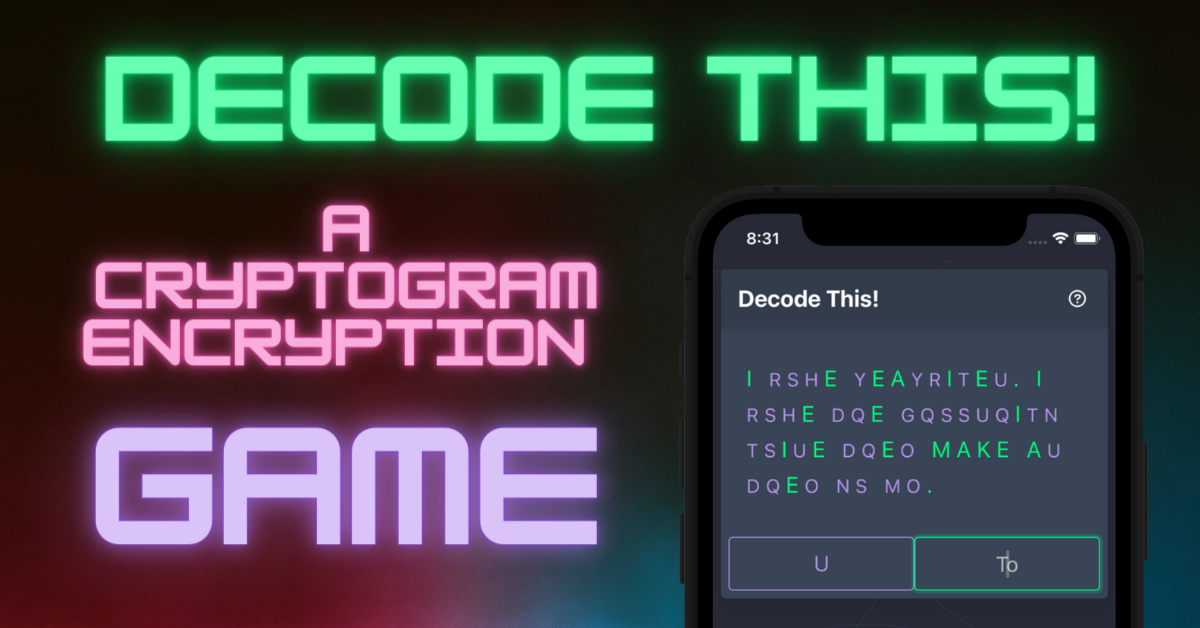 DECODE THIS!
A
CRYPTOGRAM
ENCRYPTION
GAME
8:31
Decode This!
?
I RSHE YEAYRITEU. I
RSHE DQE GQSSUQITN
TSIUE DQEO MAKE AU
DQEO NS MO.
U
To